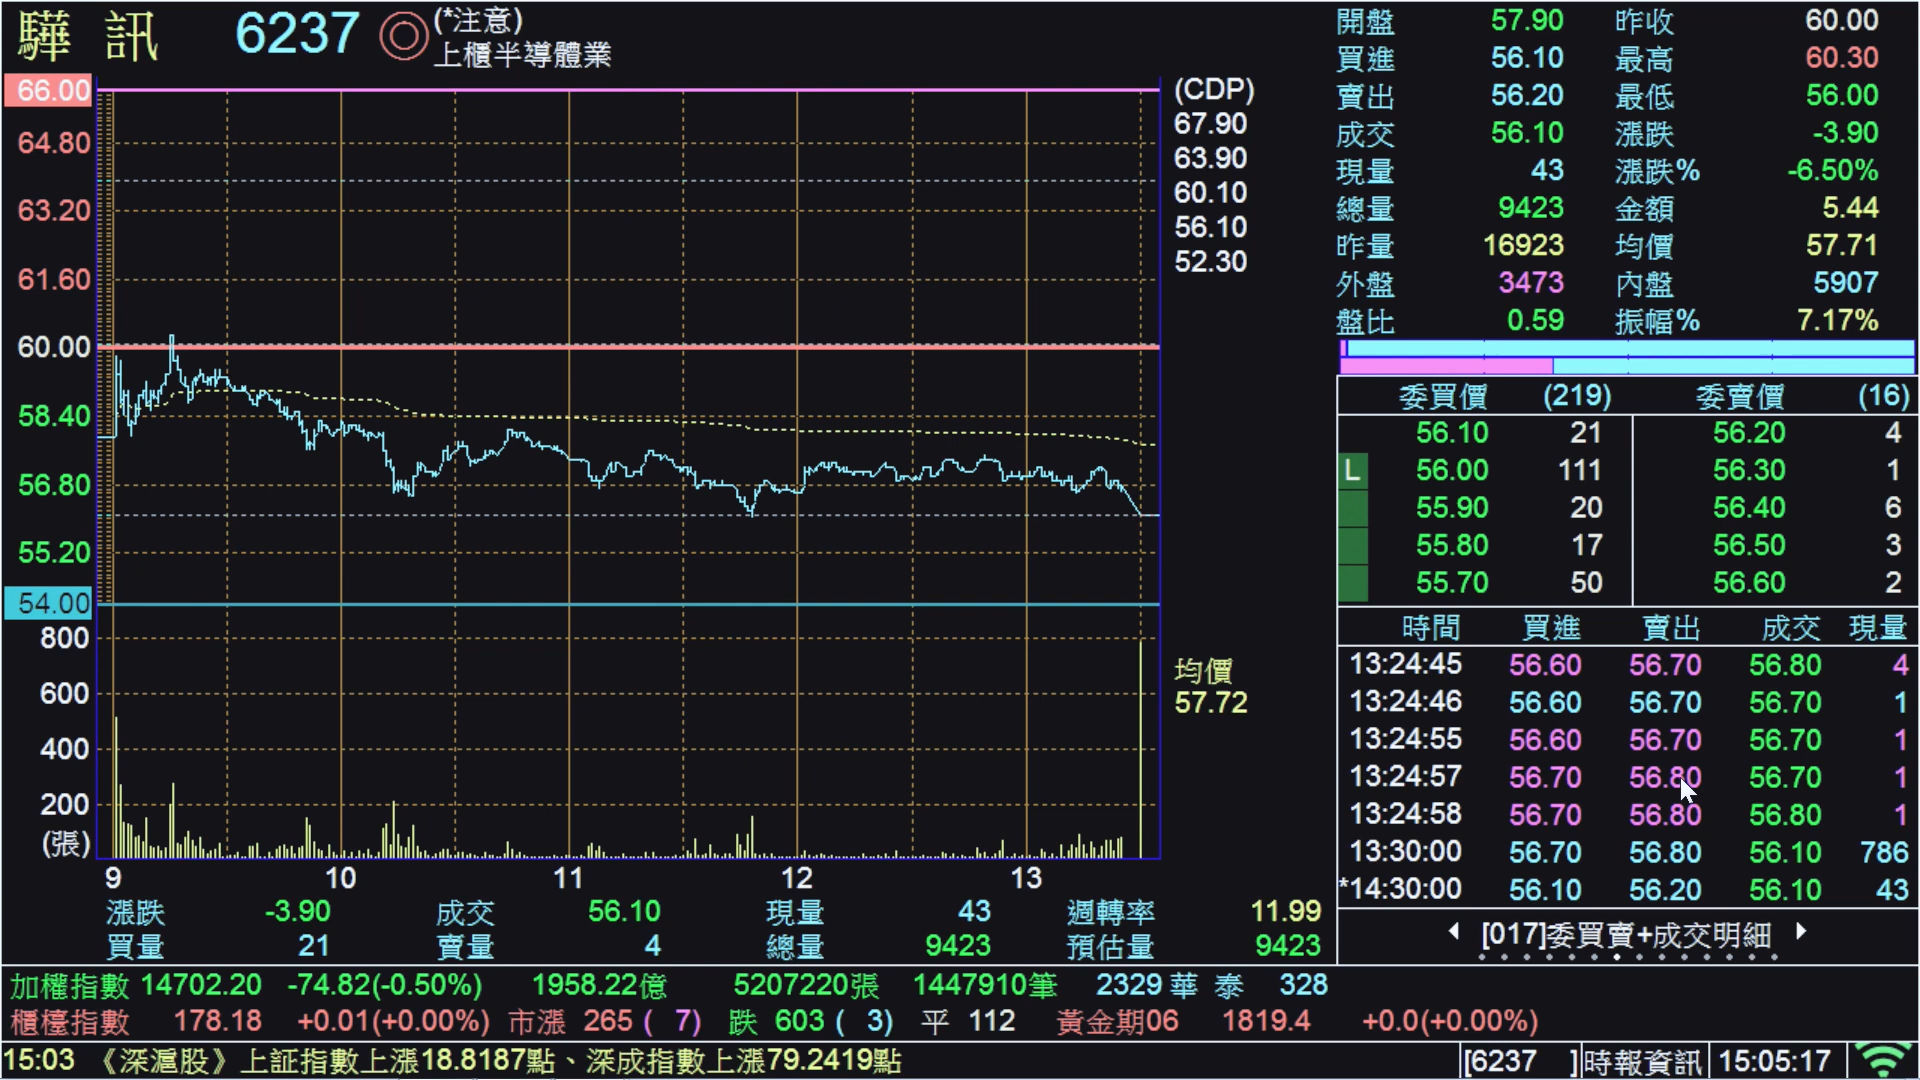 驊 訊 6237 ◎ (*注意)
上櫃半導體業
66.00
64.80
63.20
61.60
60.00
58.40
56.80
55.20
54.00
800
600
400
200
(張)
9 10 11 12 13
(CDP)
67.90
63.90
60.10
56.10
52.30
均價
57.72
漲跌 -3.90 成交 56.10 現量 43 週轉率 11.99
買量 21 賣量 4 總量 9423 預估量 9423
開盤 57.90 昨收 60.00
買進 56.10 最高 60.30
賣出 56.20 最低 56.00
成交 56.10 漲跌 -3.90
現量 43 漲跌% -6.50%
總量 9423 金額 5.44
昨量 16923 均價 57.71
外盤 3473 內盤 5907
盤比 0.59 振幅% 7.17%
委買價 (219) 委賣價 (16)
56.10 21 56.20 4
L 56.00 111 56.30 1
55.90 20 56.40 6
55.80 17 56.50 3
55.70 50 56.60 2
時間 買進 賣出 成交 現量
13:24:45 56.60 56.70 56.80 4
13:24:46 56.60 56.70 56.70 1
13:24:55 56.60 56.70 56.70 1
13:24:57 56.70 56.80 56.70 1
13:24:58 56.70 56.80 56.80 1
13:30:00 56.70 56.80 56.10 786
*14:30:00 56.10 56.20 56.10 43
[017]委買賣+成交明細
加權指數 14702.20 -74.82(-0.50%) 1958.22億 5207220張 1447910筆 2329 華 泰 328
櫃檯指數 178.18 +0.01(+0.00%) 市漲 265 ( 7) 跌 603 ( 3) 平 112 黃金期06 1819.4 +0.0(+0.00%)
15:03 《深滬股》上証指數上漲18.8187點、深成指數上漲79.2419點 [6237 ]時報資訊 15:05:17